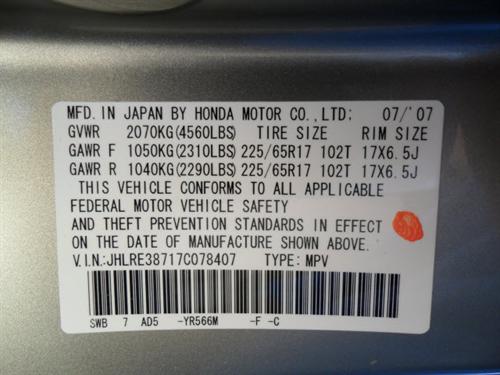 MFD. IN JAPAN BY HONDA MOTOR CO.,LTD: 07/'07
GVWR 2070KG(4560LBS) TIRE SIZE RIM SIZE
GAWR F 1050KG(2310LBS) 225/65R17 102T 17X6.5J
GAWR R 1040KG(2290LBS) 225/65R17 102T 17X6.5J
THIS VEHICLE CONFORMS TO ALL APPLICABLE
FEDERAL MOTOR VEHICLE SAFETY
AND THEFT PREVENTION STANDARDS IN EFFECT
ON THE DATE OF MANUFACTURE SHOWN ABOVE.
V.I.N:JHLRE38717C078407 TYPE: MPV
SWB 7 AD5 -YR566M -F -C